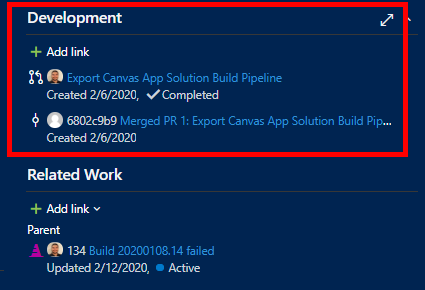 Development
Add link
Export Canvas App Solution Build Pipeline
Created 2/6/2020, Completed
6802c9b9 Merged PR 1: Export Canvas App Solution Build Pip...
Created 2/6/2020
Related Work
Add link
Parent
134 Build 20200108.14 failed
Updated 2/12/2020, Active